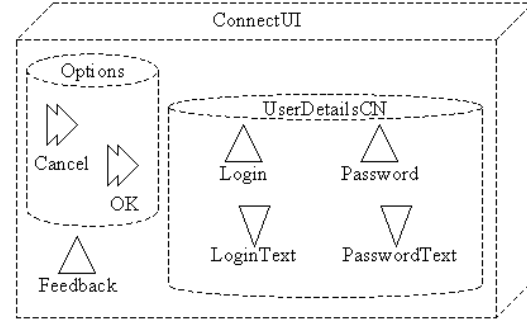 ConnectUI
Options
UserDetailsCN
Cancel
OK
Login
Password
LoginText
PasswordText
Feedback